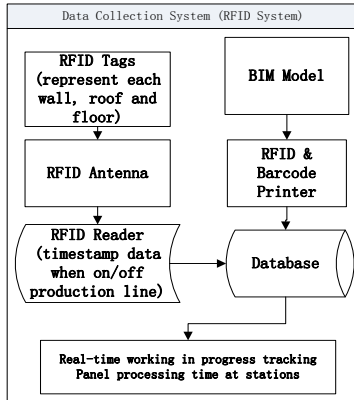 Data Collection System (RFID System)
RFID Tags
(represent each
wall, roof and
floor)
BIM Model
RFID Antenna
RFID &
Barcode
Printer
RFID Reader
(timestamp data
when on/off
production line)
Database
Real-time working in progress tracking
Panel processing time at stations